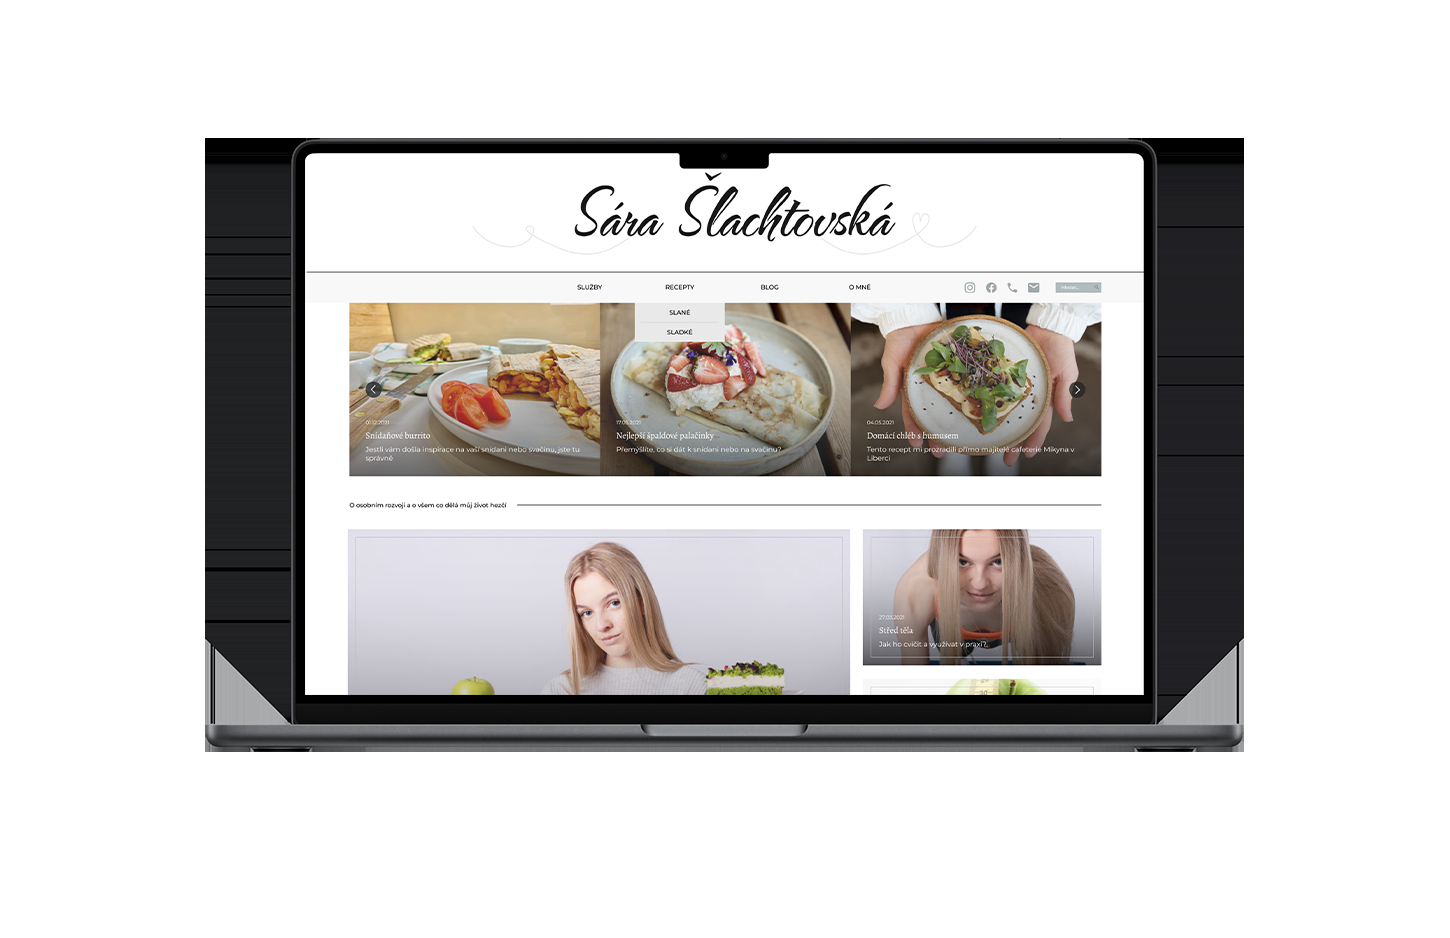 Sára Šlachtovská
SLUŽBY
RECEPTY
BLOG
O MNĚ
Hledat...
SLANÉ
SLADKÉ
01.12.2021
Snídaňové burrito
Jestli vám došla inspirace na vaší snídani nebo svačinu, jste tu
správně
17.05.2021
Nejlepší špaldové palačinky
Přemýšlíte, co si dát k snídani nebo na svačinu?
04.05.2021
Domácí chléb s humusem
Tento recept mi prozradili přímo majitelé cafeterie Mikyna v
Liberci
O osobním rozvoji a o všem co dělá můj život hezčí
27.05.2021
Střed těla
Jak ho cvičit a využívat v praxi?